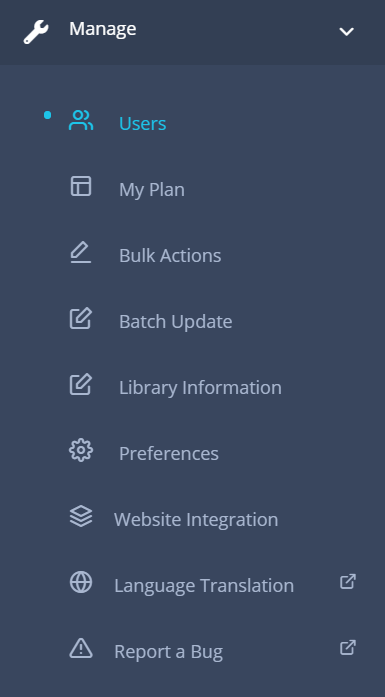 Manage
Users
My Plan
Bulk Actions
Batch Update
Library Information
Preferences
Website Integration
Language Translation
Report a Bug